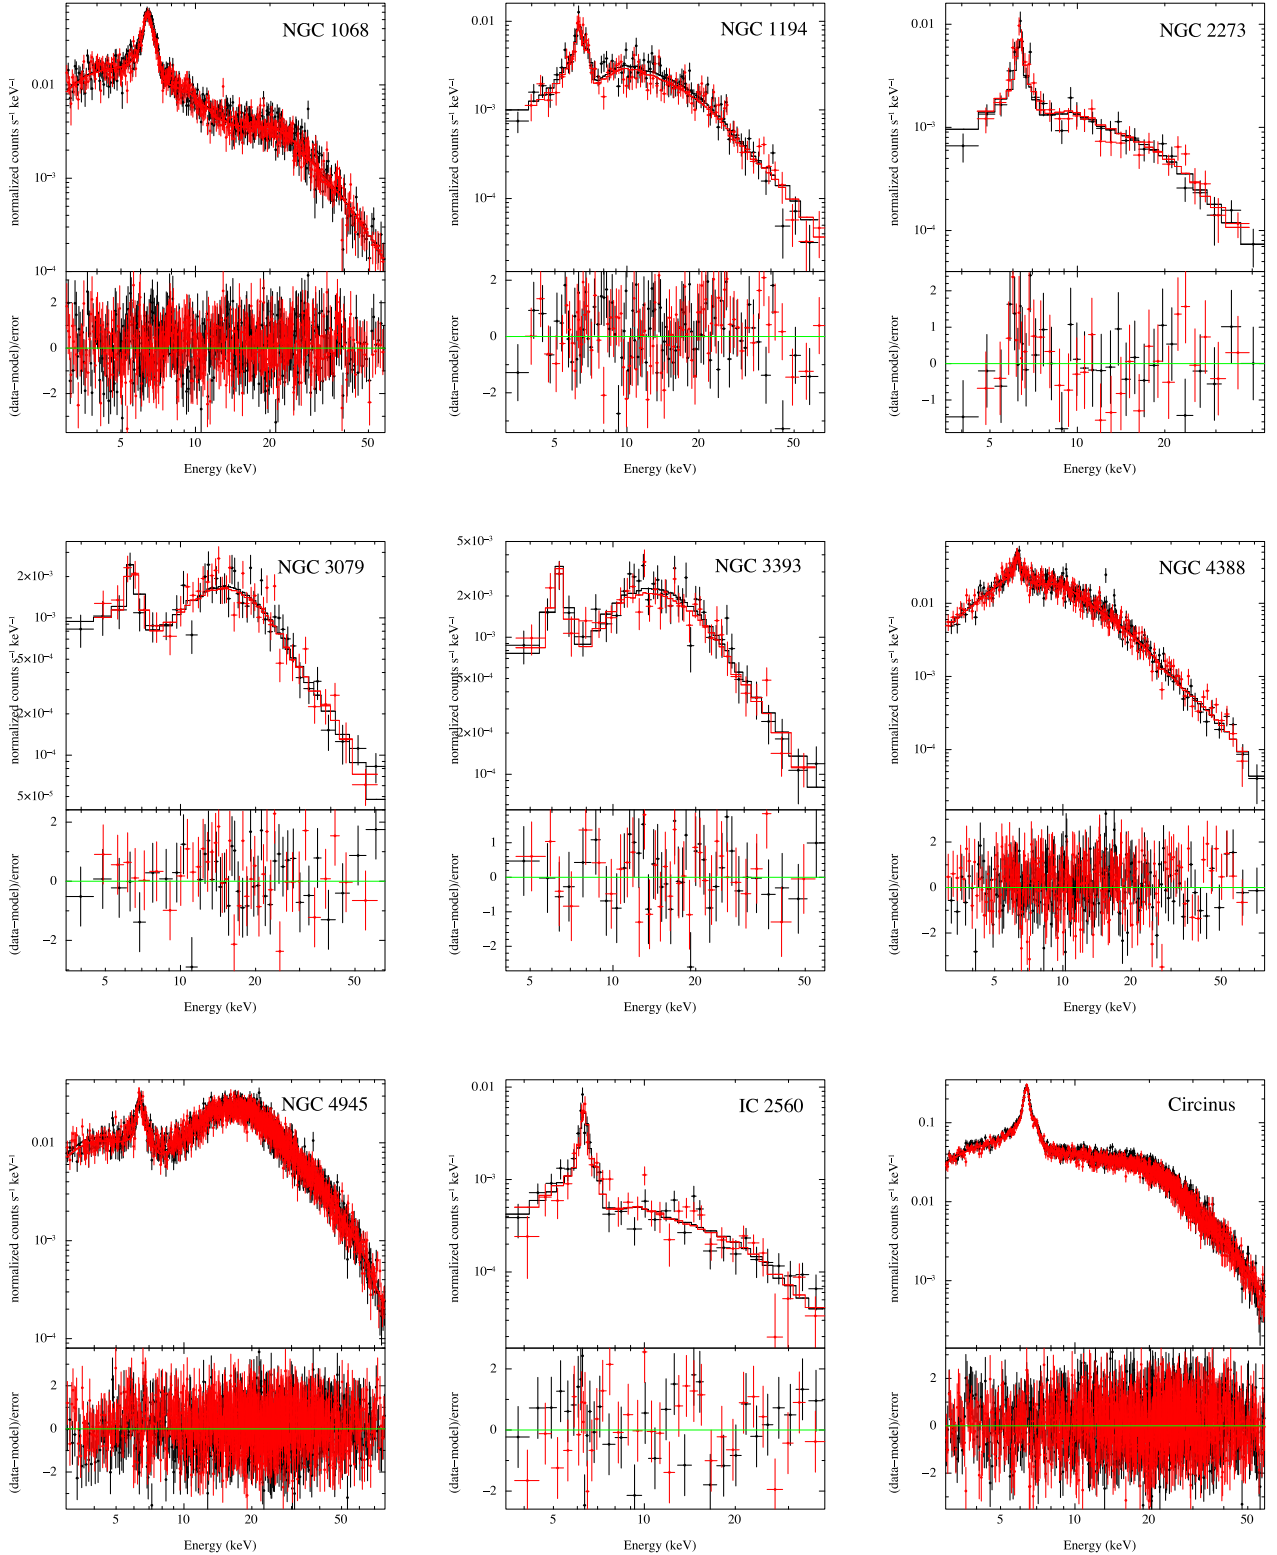 NGC 1068
normalized counts s⁻¹ keV⁻¹
0.01
10⁻³
10⁻⁴
(data−model)/error
2
0
−2
5 10 20 50
Energy (keV)
NGC 1194
normalized counts s⁻¹ keV⁻¹
0.01
10⁻³
10⁻⁴
(data−model)/error
2
0
−2
5 10 20 50
Energy (keV)
NGC 2273
normalized counts s⁻¹ keV⁻¹
0.01
10⁻³
10⁻⁴
(data−model)/error
2
1
0
−1
5 10 20
Energy (keV)
NGC 3079
normalized counts s⁻¹ keV⁻¹
2×10⁻³
10⁻³
5×10⁻⁴
2×10⁻⁴
10⁻⁴
5×10⁻⁵
(data−model)/error
2
0
−2
5 10 20 50
Energy (keV)
NGC 3393
normalized counts s⁻¹ keV⁻¹
5×10⁻³
2×10⁻³
10⁻³
5×10⁻⁴
2×10⁻⁴
10⁻⁴
(data−model)/error
1
0
−1
−2
5 10 20 50
Energy (keV)
NGC 4388
normalized counts s⁻¹ keV⁻¹
0.01
10⁻³
10⁻⁴
(data−model)/error
2
0
−2
5 10 20 50
Energy (keV)
NGC 4945
normalized counts s⁻¹ keV⁻¹
0.01
10⁻³
10⁻⁴
(data−model)/error
2
0
−2
5 10 20 50
Energy (keV)
IC 2560
normalized counts s⁻¹ keV⁻¹
0.01
10⁻³
10⁻⁴
(data−model)/error
2
0
−2
10 20
Energy (keV)
Circinus
normalized counts s⁻¹ keV⁻¹
0.1
0.01
10⁻³
(data−model)/error
2
0
−2
5 10 20 50
Energy (keV)